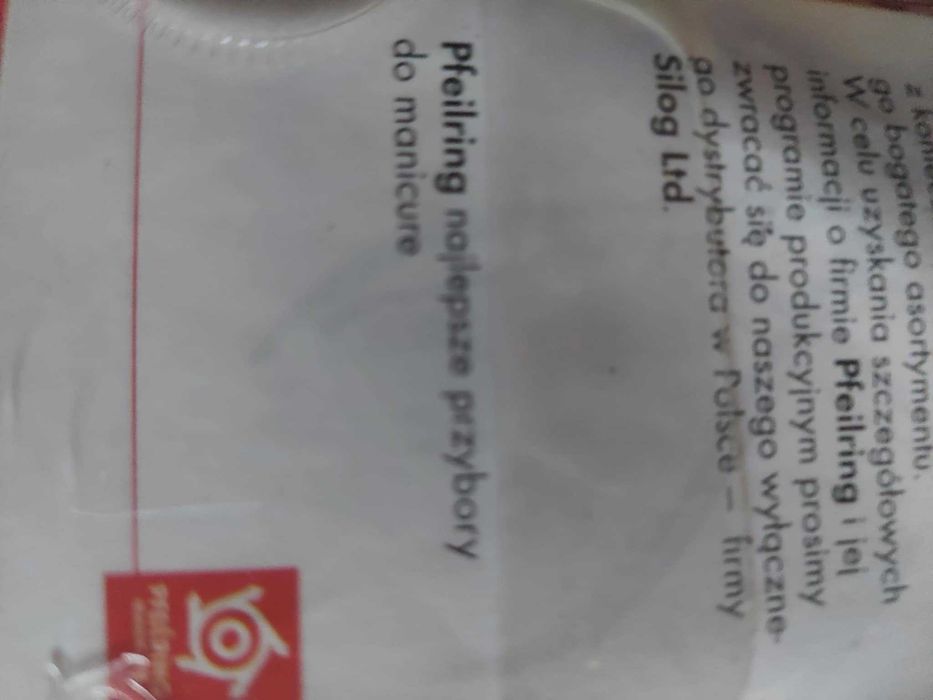 go bogatego asortymentu.
W celu uzyskania szczegółowych
informacji o firmie Pfeilring i jej
programie produkcyjnym prosimy
zwracać się do naszego wyłączne-
go dystrybutora w Polsce – firmy
Silog Ltd.
Pfeilring najlepsze przybory
do manicure